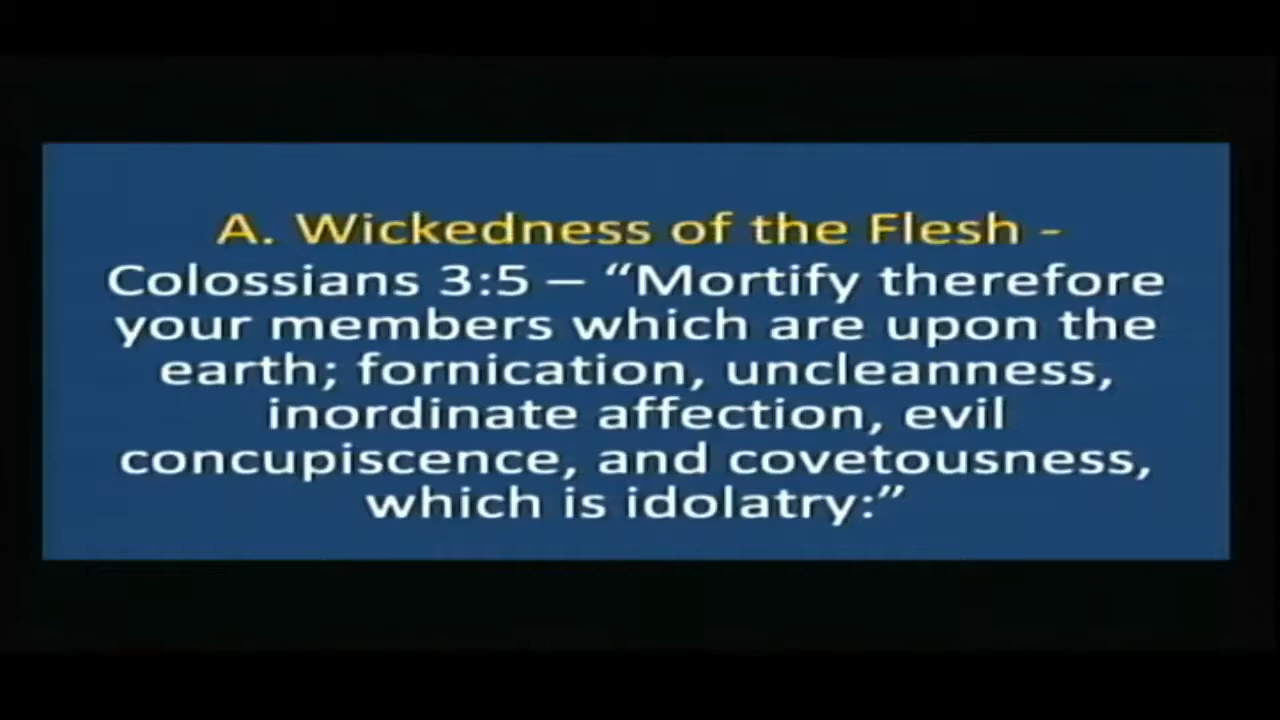 A. Wickedness of the Flesh -
Colossians 3:5 – “Mortify therefore
your members which are upon the
earth; fornication, uncleanness,
inordinate affection, evil
concupiscence, and covetousness,
which is idolatry:”